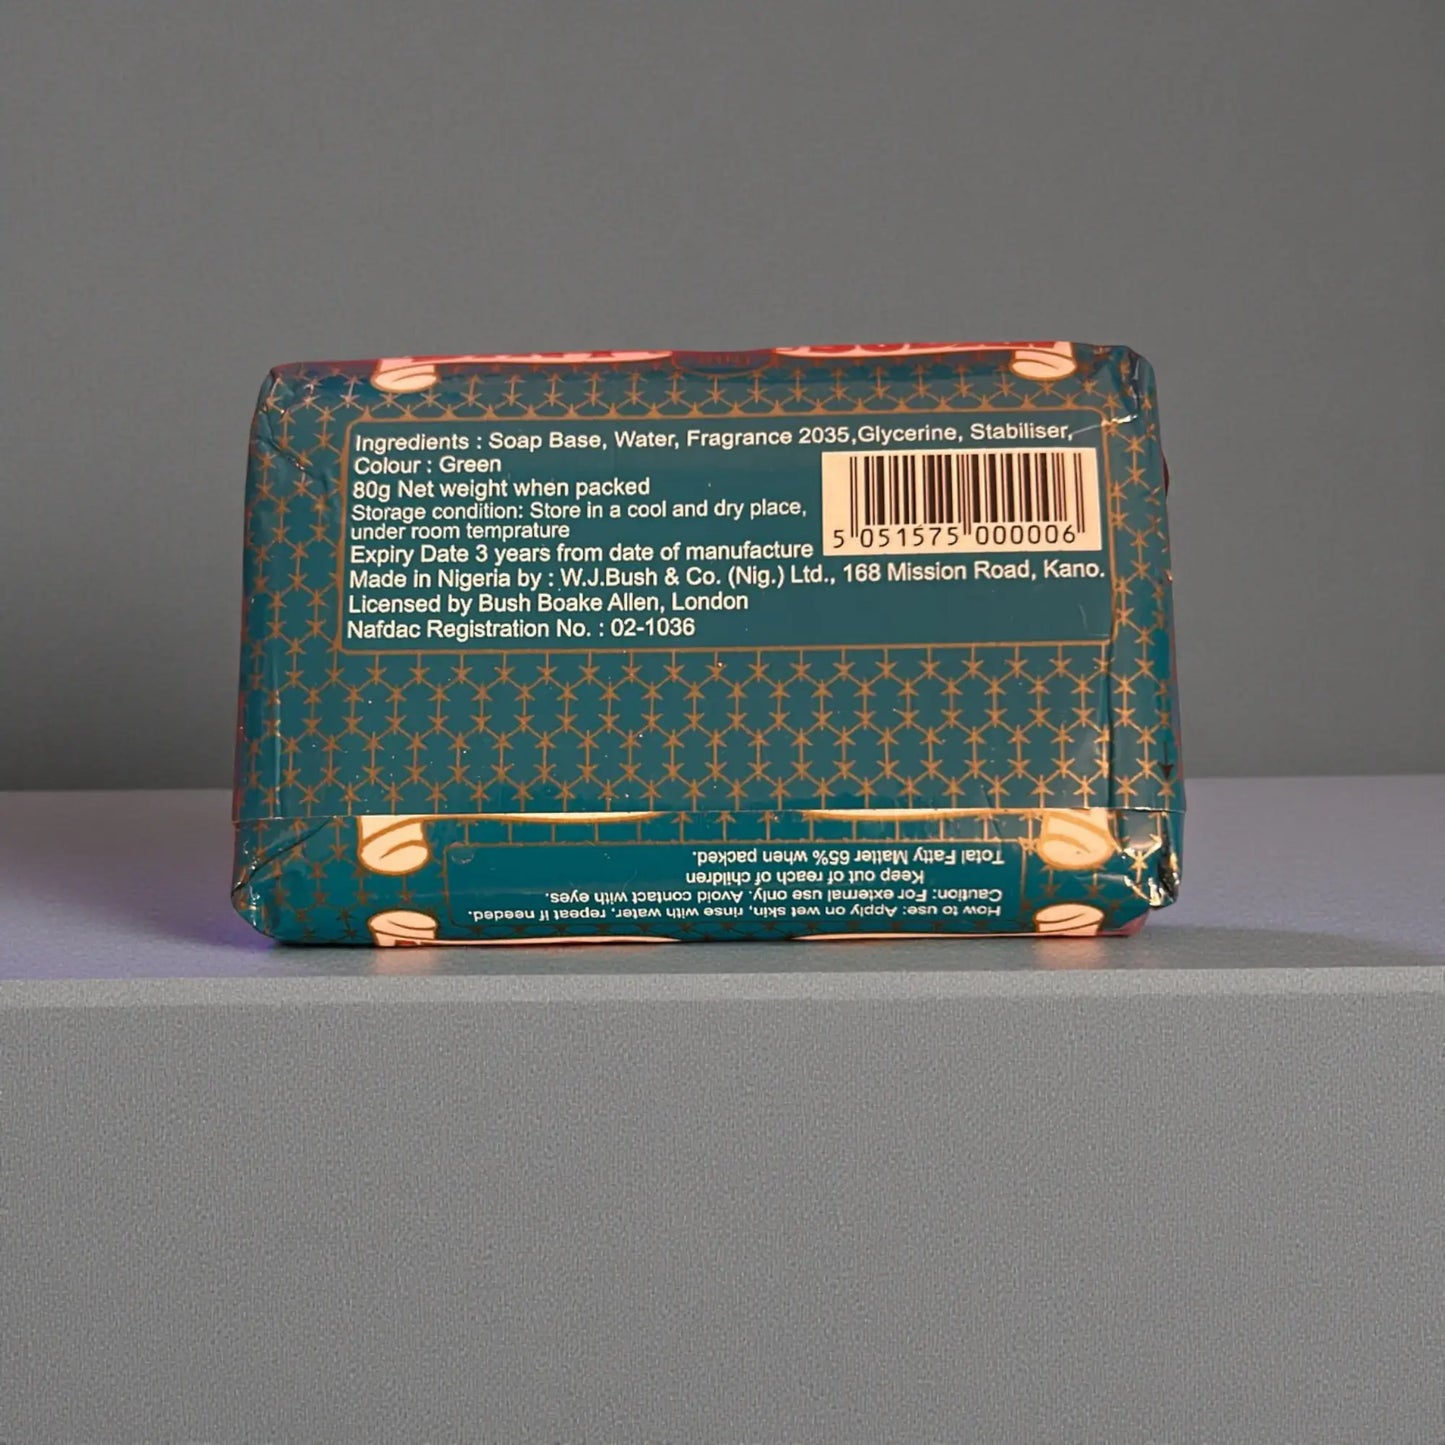 Ingredients : Soap Base, Water, Fragrance 2035,Glycerine, Stabiliser,
Colour : Green
80g Net weight when packed
Storage condition: Store in a cool and dry place,
under room temprature
Expiry Date 3 years from date of manufacture
5 051575 000006
Made in Nigeria by : W.J.Bush & Co. (Nig.) Ltd., 168 Mission Road, Kano.
Licensed by Bush Boake Allen, London
Nafdac Registration No. : 02-1036
How to use: Apply on wet skin, rinse with water, repeat if needed.
Caution: For external use only. Avoid contact with eyes.
Keep out of reach of children
Total Fatty Matter 65% when packed.